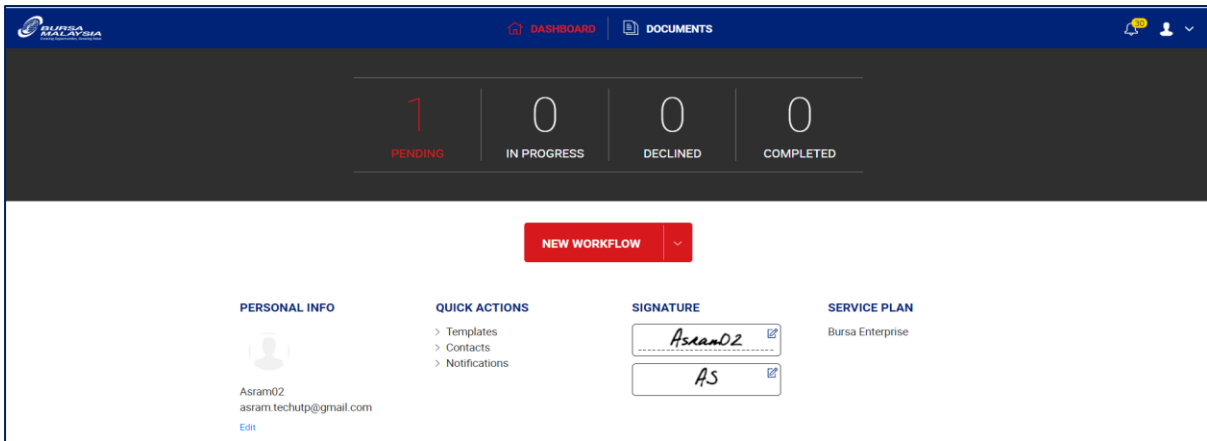 BURSA
MALAYSIA
DASHBOARD
DOCUMENTS
30
1
0
0
0
PENDING
IN PROGRESS
DECLINED
COMPLETED
NEW WORKFLOW
PERSONAL INFO
QUICK ACTIONS
SIGNATURE
SERVICE PLAN
> Templates
> Contacts
> Notifications
Asram02
AS
Bursa Enterprise
Asram02
asram.techutp@gmail.com
Edit